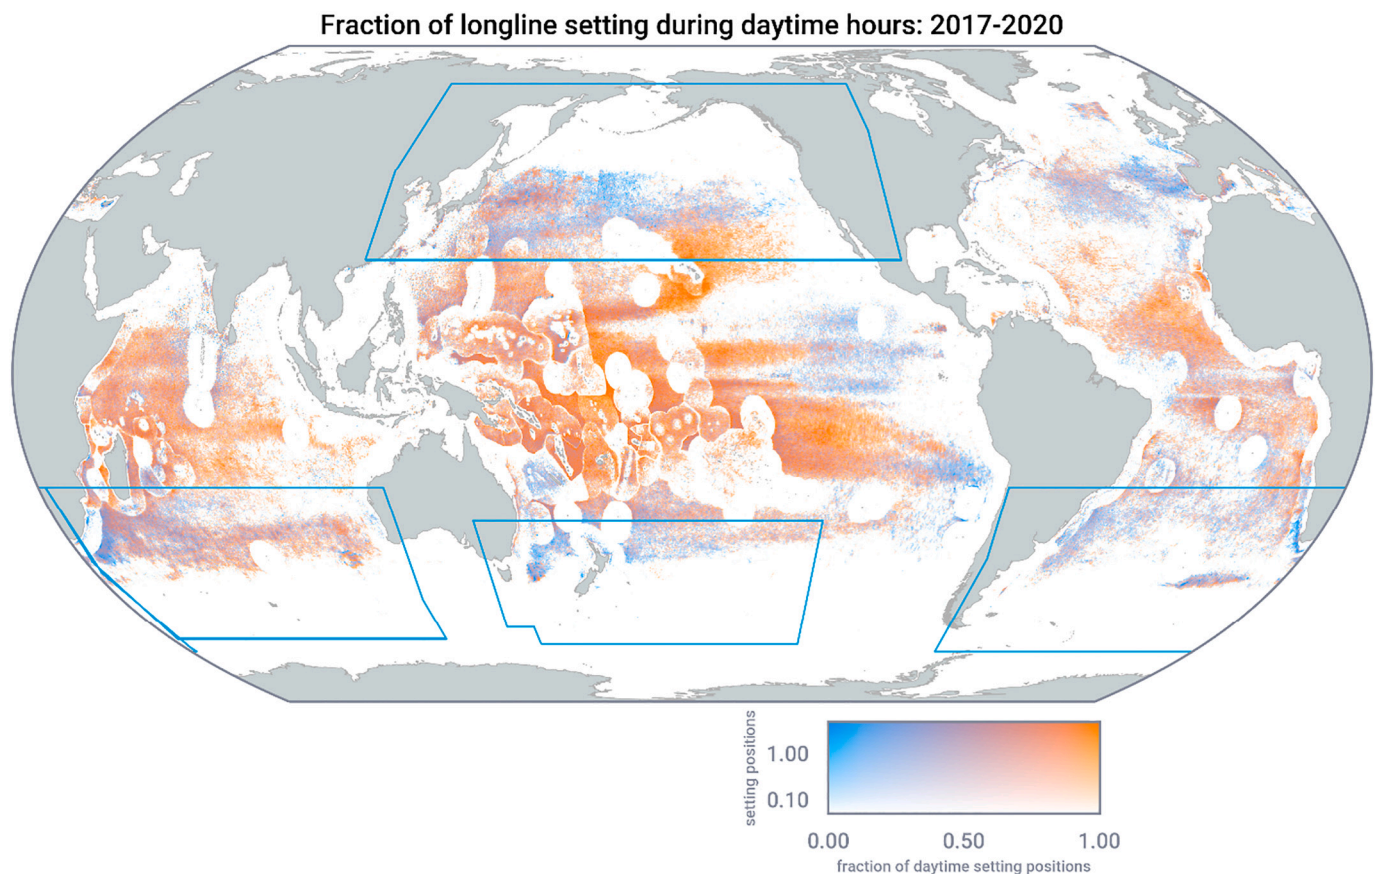 Fraction of longline setting during daytime hours: 2017-2020
setting positions
1.00
0.10
0.00 0.50 1.00
fraction of daytime setting positions